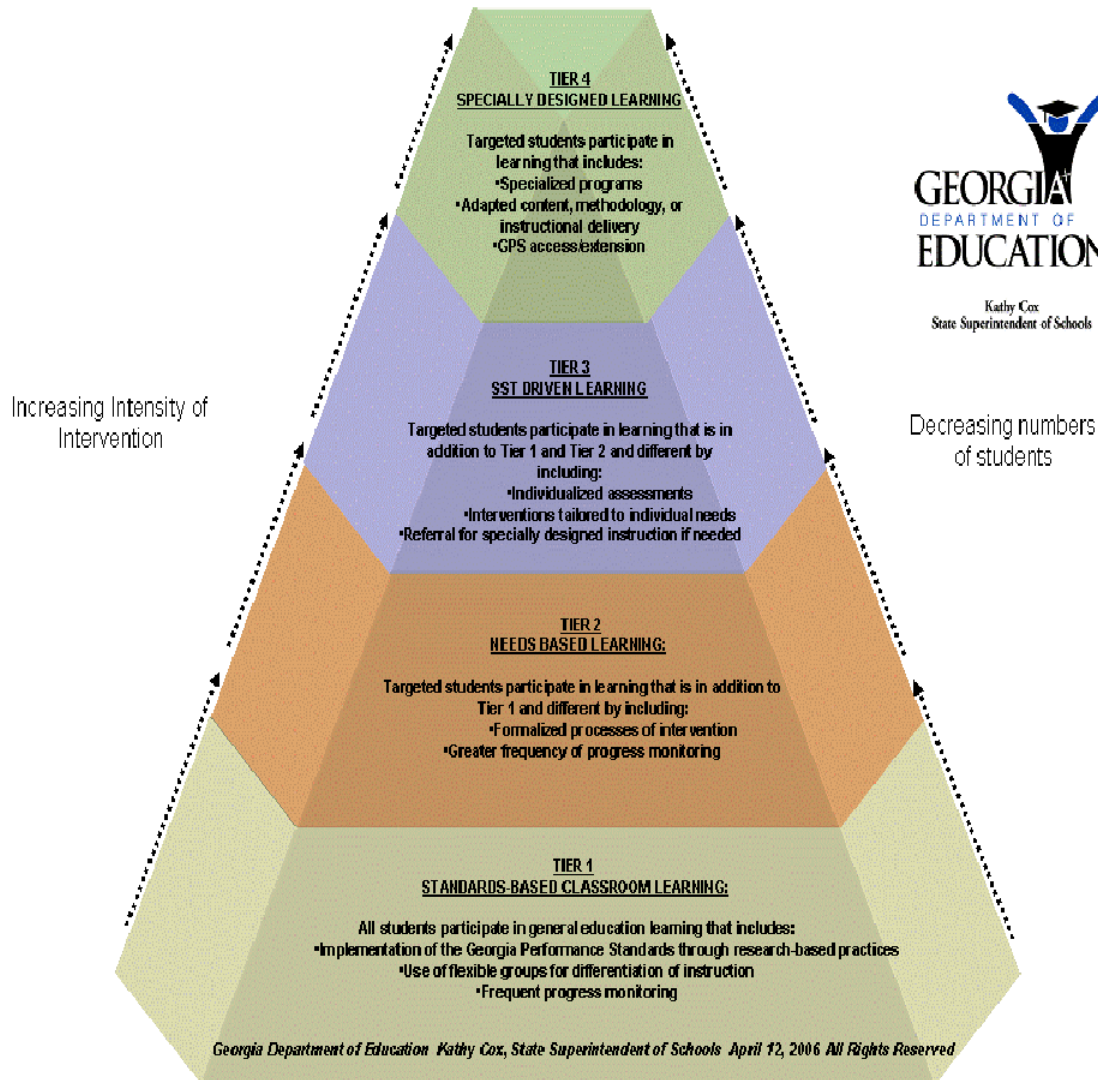 TIER 4
SPECIALLY DESIGNED LEARNING
Targeted students participate in
learning that includes:
•Specialized programs
•Adapted content, methodology, or
instructional delivery
•GPS access/extension
GEORGIA
DEPARTMENT OF
EDUCATION
Kathy Cox
State Superintendent of Schools
TIER 3
SST DRIVEN LEARNING
Targeted students participate in learning that is in
addition to Tier 1 and Tier 2 and different by
including:
•Individualized assessments
•Interventions tailored to individual needs
•Referral for specially designed instruction if needed
Increasing Intensity of
Intervention
Decreasing numbers
of students
TIER 2
NEEDS BASED LEARNING:
Targeted students participate in learning that is in addition to
Tier 1 and different by including:
•Formalized processes of intervention
•Greater frequency of progress monitoring
TIER 1
STANDARDS-BASED CLASSROOM LEARNING:
All students participate in general education learning that includes:
•Implementation of the Georgia Performance Standards through research-based practices
•Use of flexible groups for differentiation of instruction
•Frequent progress monitoring
Georgia Department of Education Kathy Cox, State Superintendent of Schools April 12, 2006 All Rights Reserved